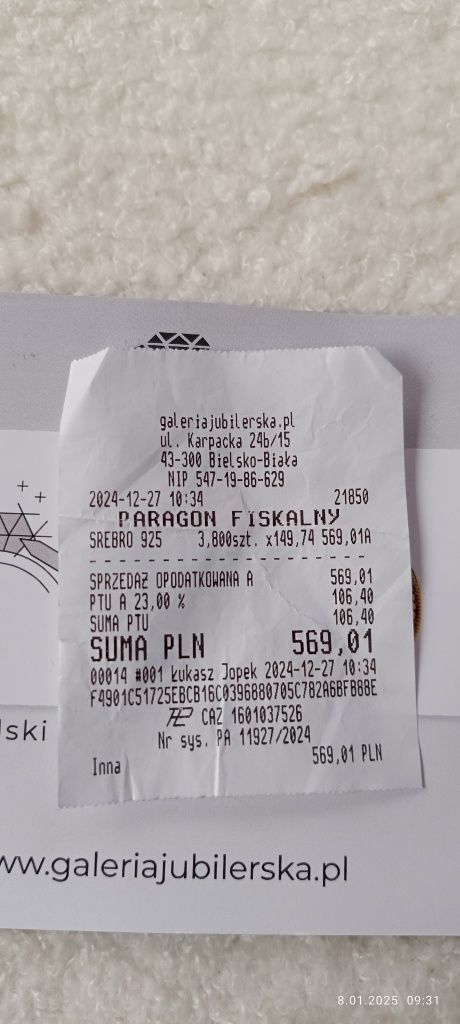 galeriajubilerska.pl
ul. Karpacka 24b/15
43-300 Bielsko-Biała
NIP 547-19-86-629
2024-12-27 10:34 21850
PARAGON FISKALNY
SREBRO 925 3,800szt. x149,74 569,01A
SPRZEDAŻ OPODATKOWANA A 569,01
PTU A 23,00 % 106,40
SUMA PTU 106,40
SUMA PLN 569,01
00014 #001 Łukasz Jopek 2024-12-27 10:34
F4901C51725EBCB16C0396880705C782A6BFB88E
CAZ 1601037526
Nr sys. PA 11927/2024
Inna 569,01 PLN
lski
ww.galeriajubilerska.pl
8.01.2025 09:31